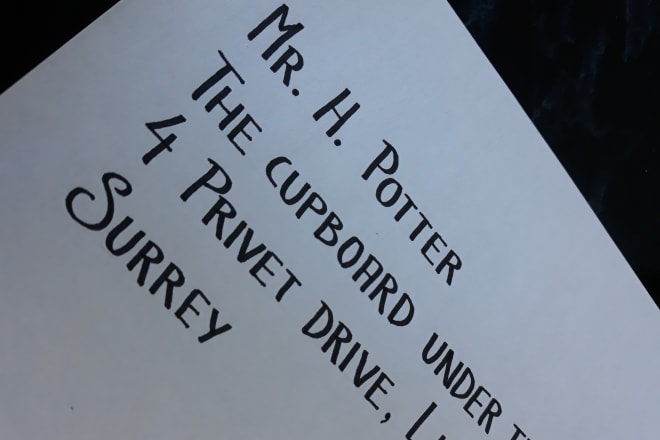 Mr. H. Potter
The cupboard under
4 Privet Drive,
Surrey